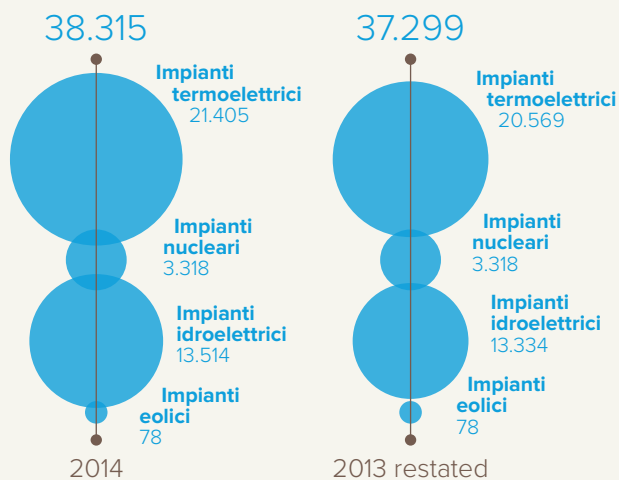 38.315
Impianti
termoelettrici
21.405
Impianti
nucleari
3.318
Impianti
idroelettrici
13.514
Impianti
eolici
78
2014
37.299
Impianti
termoelettrici
20.569
Impianti
nucleari
3.318
Impianti
idroelettrici
13.334
Impianti
eolici
78
2013 restated